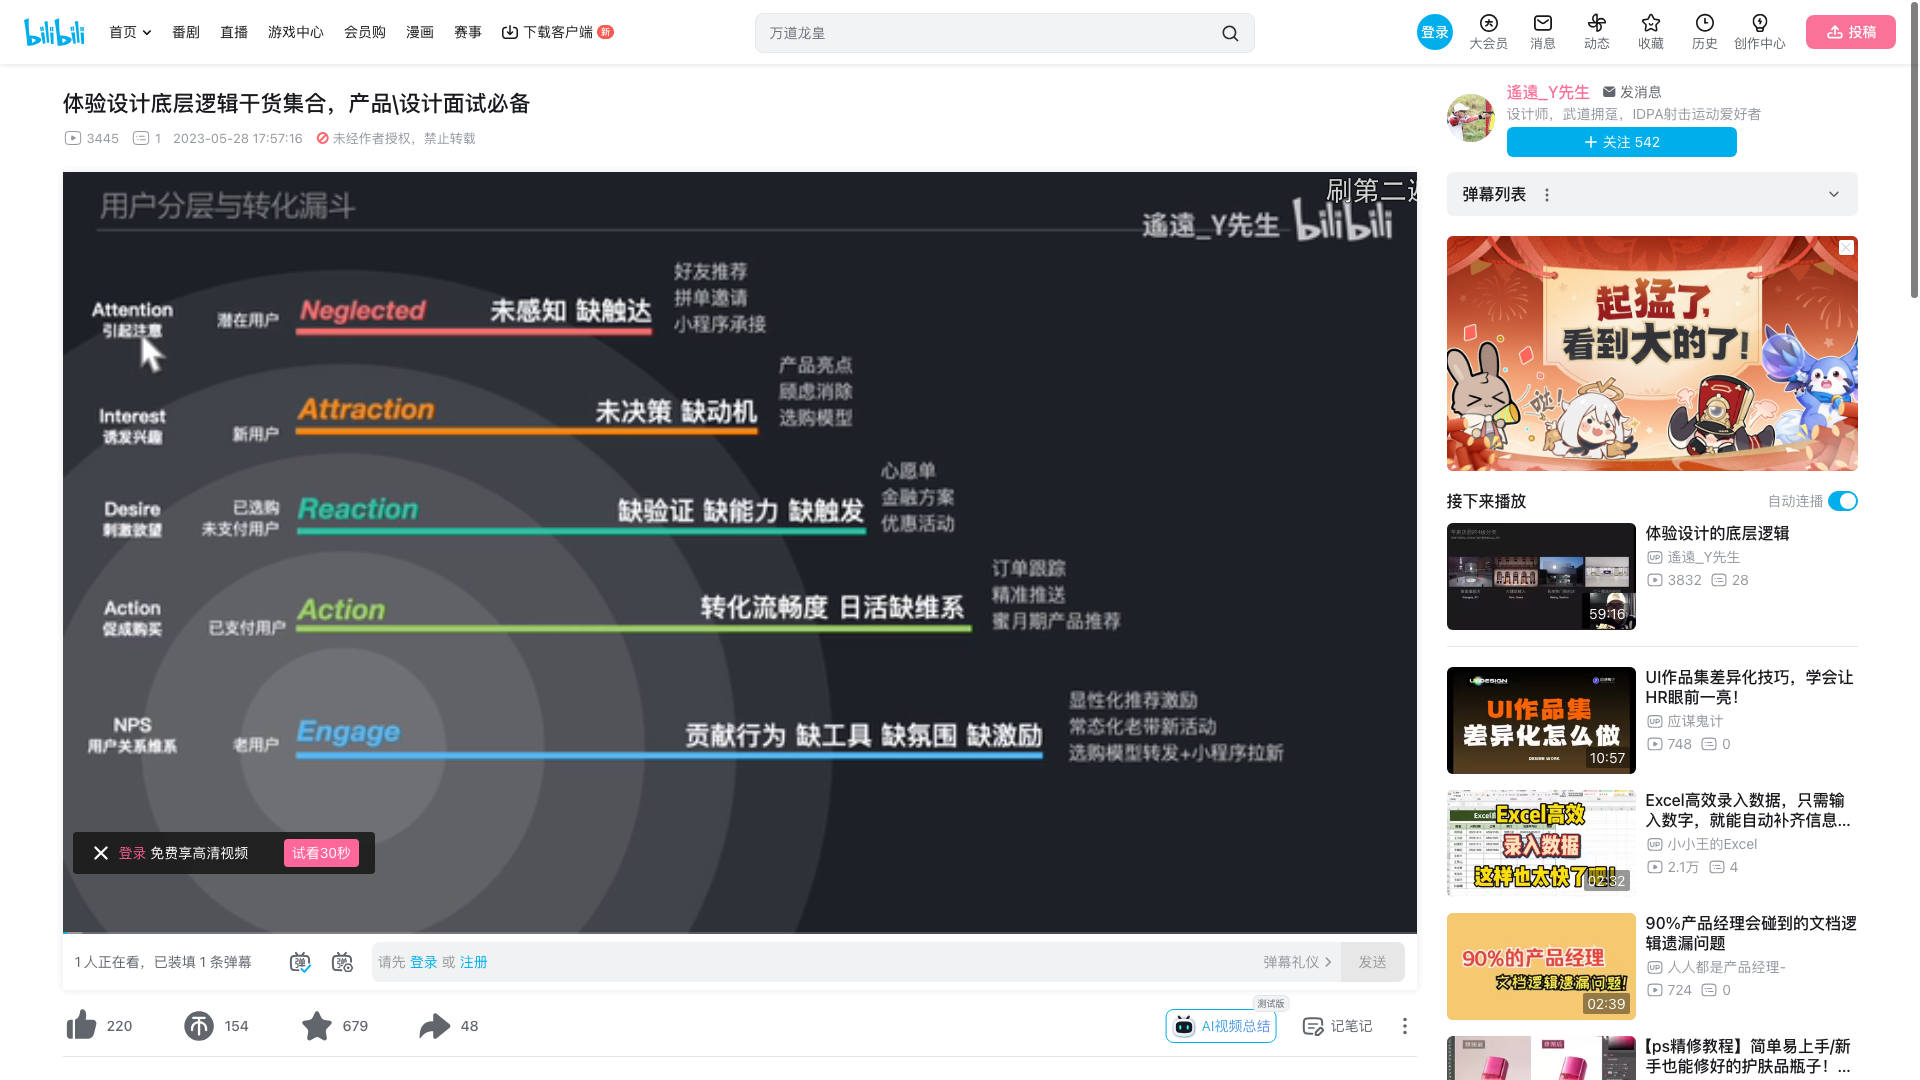 bilibili
首页
番剧
直播
游戏中心
会员购
漫画
赛事
下载客户端
新
万道龙皇
登录
大会员
消息
动态
收藏
历史
创作中心
投稿
体验设计底层逻辑干货集合，产品\设计面试必备
3445
1
2023-05-28 17:57:16
未经作者授权，禁止转载
遙遠_Y先生
发消息
设计师，武道拥趸，IDPA射击运动爱好者
+ 关注 542
用户分层与转化漏斗
刷第二
遙遠_Y先生 bilibili
Attention
引起注意
潜在用户
Neglected
未感知 缺触达
好友推荐
拼单邀请
小程序承接
Interest
诱发兴趣
新用户
Attraction
未决策 缺动机
产品亮点
顾虑消除
选购模型
Desire
刺激欲望
已选购
未支付用户
Reaction
缺验证 缺能力 缺触发
心愿单
金融方案
优惠活动
Action
促成购买
已支付用户
Action
转化流畅度 日活缺维系
订单跟踪
精准推送
蜜月期产品推荐
NPS
用户关系维系
老用户
Engage
贡献行为 缺工具 缺氛围 缺激励
显性化推荐激励
常态化老带新活动
选购模型转发+小程序拉新
登录 免费享高清视频
试看30秒
1 人正在看，已装填 1 条弹幕
请先 登录 或 注册
弹幕礼仪
发送
220
154
679
48
测试版
AI视频总结
记笔记
弹幕列表
起猛了，
看到大的了！
啦！
接下来播放
自动连播
59:16
体验设计的底层逻辑
遙遠_Y先生
3832
28
UI作品集
差异化怎么做
10:57
UI作品集差异化技巧，学会让
HR眼前一亮！
应谋鬼计
748
0
Excel高效
录入数据
这样也太快了吧！
02:32
Excel高效录入数据，只需输
入数字，就能自动补齐信息...
小小王的Excel
2.1万
4
90%的产品经理
文档逻辑遗漏问题！
02:39
90%产品经理会碰到的文档逻
辑遗漏问题
人人都是产品经理-
724
0
【ps精修教程】简单易上手/新
手也能修好的护肤品瓶子！...